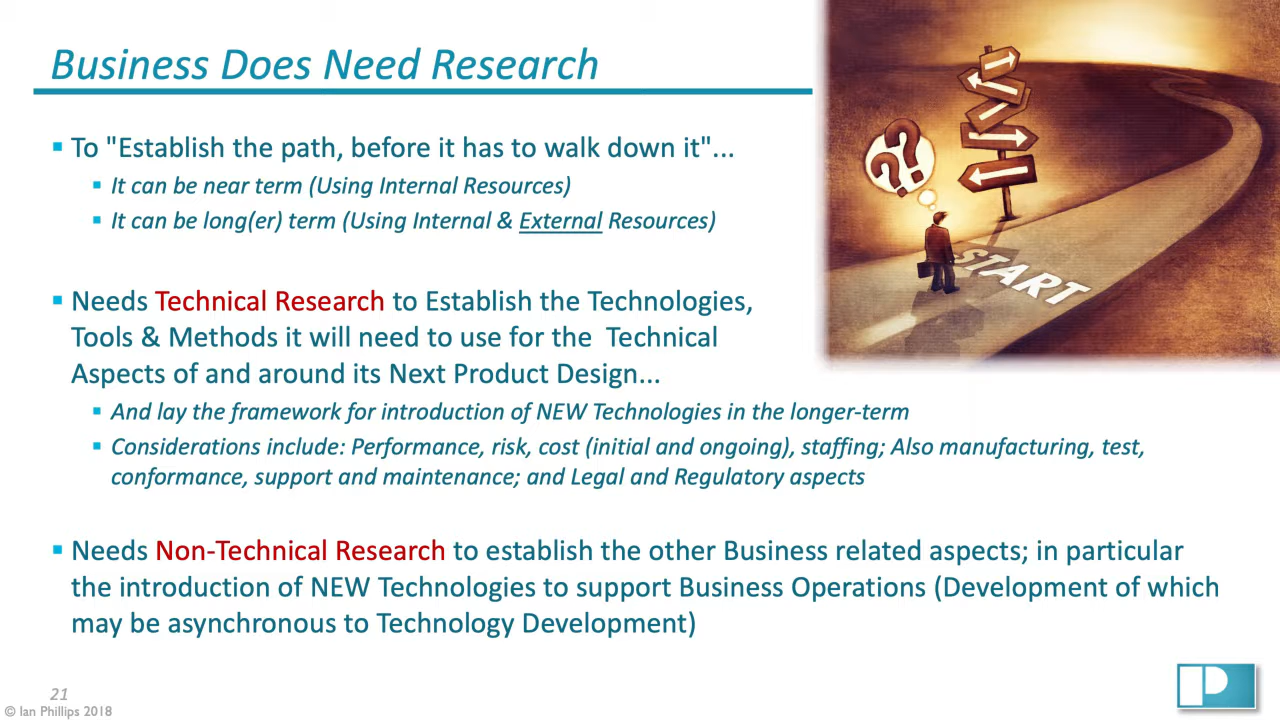 Business Does Need Research
▪ To "Establish the path, before it has to walk down it"...
▪ It can be near term (Using Internal Resources)
▪ It can be long(er) term (Using Internal & External Resources)
▪ Needs Technical Research to Establish the Technologies,
Tools & Methods it will need to use for the Technical
Aspects of and around its Next Product Design...
▪ And lay the framework for introduction of NEW Technologies in the longer-term
▪ Considerations include: Performance, risk, cost (initial and ongoing), staffing; Also manufacturing, test,
conformance, support and maintenance; and Legal and Regulatory aspects
▪ Needs Non-Technical Research to establish the other Business related aspects; in particular
the introduction of NEW Technologies to support Business Operations (Development of which
may be asynchronous to Technology Development)
??
?
START
21
© Ian Phillips 2018
P